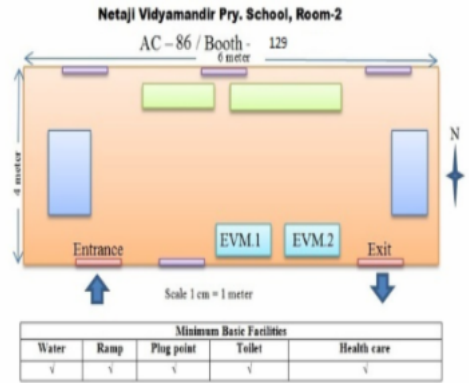 Netaji Vidyamandir Pry. School, Room-2
AC – 86 / Booth - 129
6 meter
4 meter
N
EVM.1 EVM.2
Entrance Exit
Scale 1 cm = 1 meter
Minimum Basic Facilities
Water Ramp Plug point Toilet Health care
√ √ √ √ √